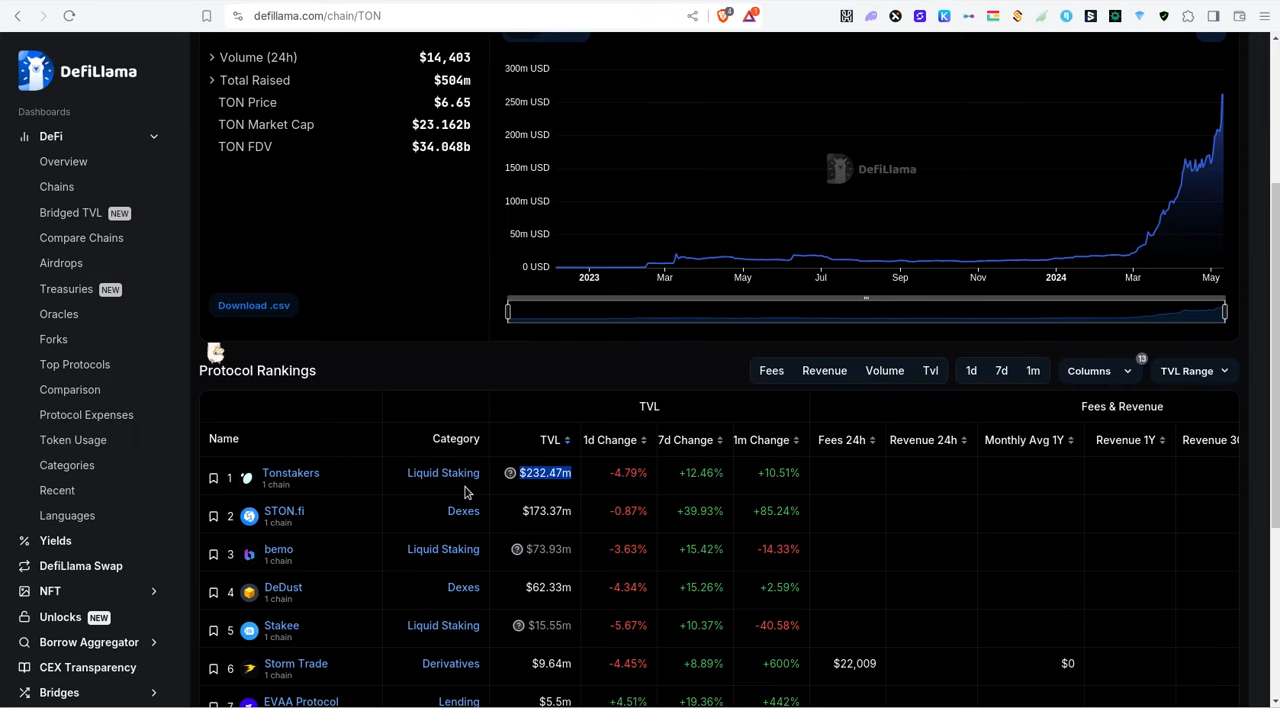 defillama.com/chain/TON
4
DefiLlama
Dashboards
DeFi
Overview
Chains
Bridged TVL NEW
Compare Chains
Airdrops
Treasuries NEW
Oracles
Forks
Top Protocols
Comparison
Protocol Expenses
Token Usage
Categories
Recent
Languages
Yields
DefiLlama Swap
NFT
Unlocks NEW
Borrow Aggregator
CEX Transparency
Bridges
Volume (24h) $14,403
Total Raised $504m
TON Price $6.65
TON Market Cap $23.162b
TON FDV $34.048b
Download .csv
300m USD
250m USD
200m USD
150m USD
100m USD
50m USD
0 USD
DefiLlama
2023 Mar May Jul Sep Nov 2024 Mar May
Protocol Rankings
Fees Revenue Volume Tvl 1d 7d 1m Columns 13 TVL Range
TVL Fees & Revenue
Name Category TVL 1d Change 7d Change 1m Change Fees 24h Revenue 24h Monthly Avg 1Y Revenue 1Y Revenue 30
1 Tonstakers Liquid Staking $232.47m -4.79% +12.46% +10.51%
1 chain
2 STON.fi Dexes $173.37m -0.87% +39.93% +85.24%
1 chain
3 bemo Liquid Staking $73.93m -3.63% +15.42% -14.33%
1 chain
4 DeDust Dexes $62.33m -4.34% +15.26% +2.59%
1 chain
5 Stakee Liquid Staking $15.55m -5.67% +10.37% -40.58%
1 chain
6 Storm Trade Derivatives $9.64m -4.45% +8.89% +600% $22,009 $0
1 chain
7 EVAA Protocol Lending $5.5m +4.51% +19.36% +442%